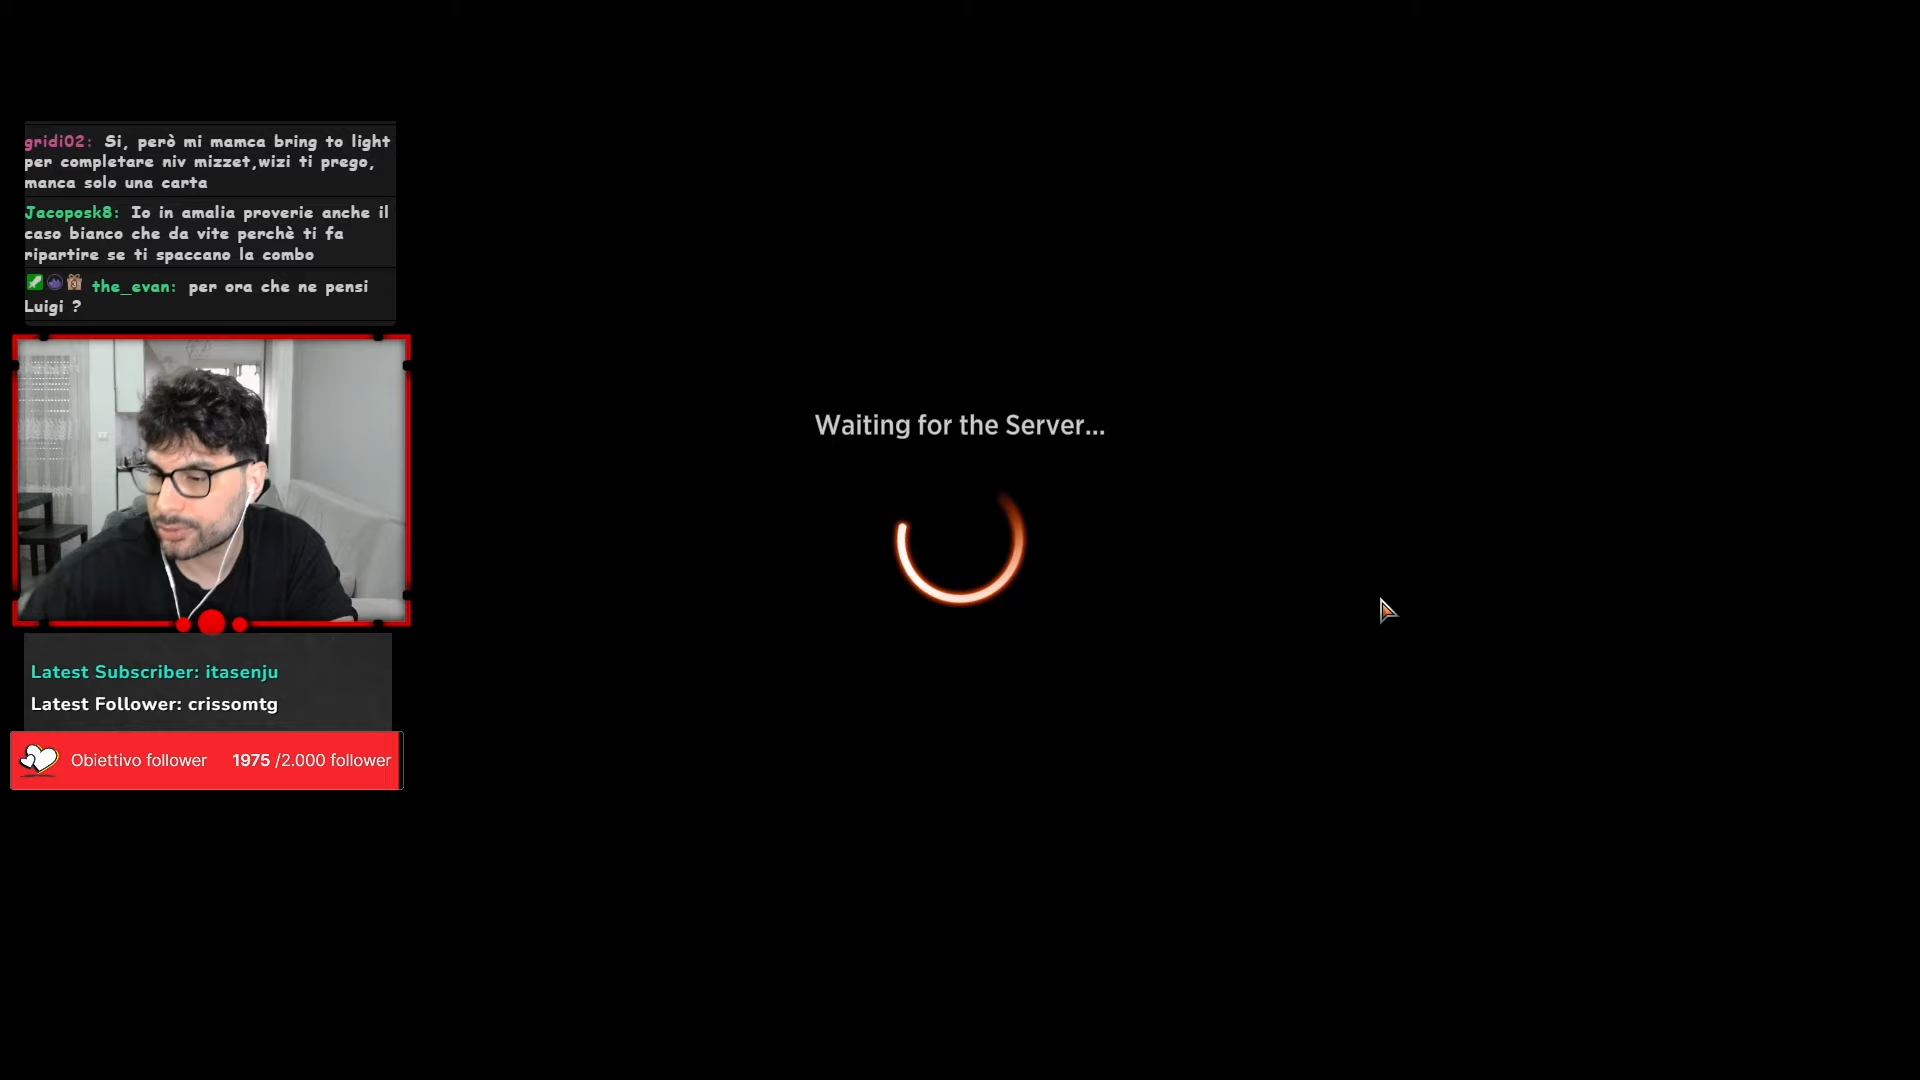 gridi02: Si, però mi mamca bring to light
per completare niv mizzet,wizi ti prego,
manca solo una carta
Jacoposk8: Io in amalia proverie anche il
caso bianco che da vite perchè ti fa
ripartire se ti spaccano la combo
the_evan: per ora che ne pensi
Luigi ?
Waiting for the Server...
Latest Subscriber: itasenju
Latest Follower: crissomtg
Obiettivo follower 1975 /2.000 follower